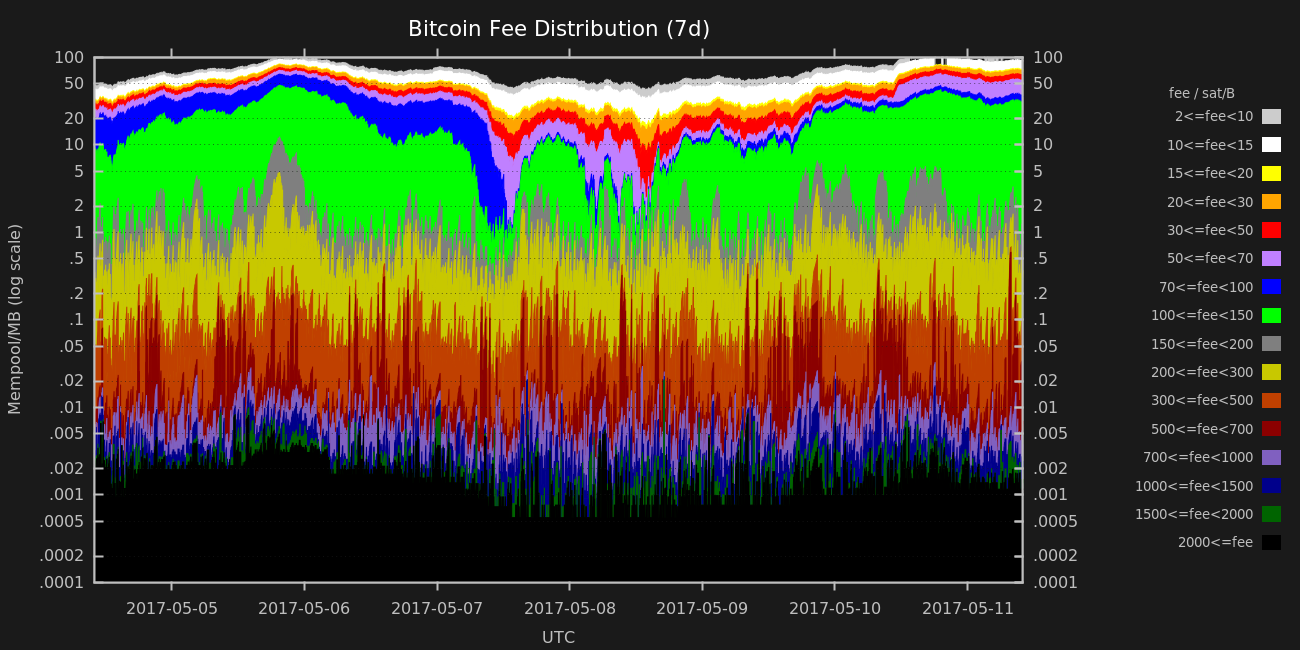 Bitcoin Fee Distribution (7d)
100
50
20
10
5
2
1
.5
.2
.1
.05
.02
.01
.005
.002
.001
.0005
.0002
.0001
Mempool/MB (log scale)
100
50
20
10
5
2
1
.5
.2
.1
.05
.02
.01
.005
.002
.001
.0005
.0002
.0001
2017-05-05
2017-05-06
2017-05-07
2017-05-08
2017-05-09
2017-05-10
2017-05-11
UTC
fee / sat/B
2<=fee<10
10<=fee<15
15<=fee<20
20<=fee<30
30<=fee<50
50<=fee<70
70<=fee<100
100<=fee<150
150<=fee<200
200<=fee<300
300<=fee<500
500<=fee<700
700<=fee<1000
1000<=fee<1500
1500<=fee<2000
2000<=fee